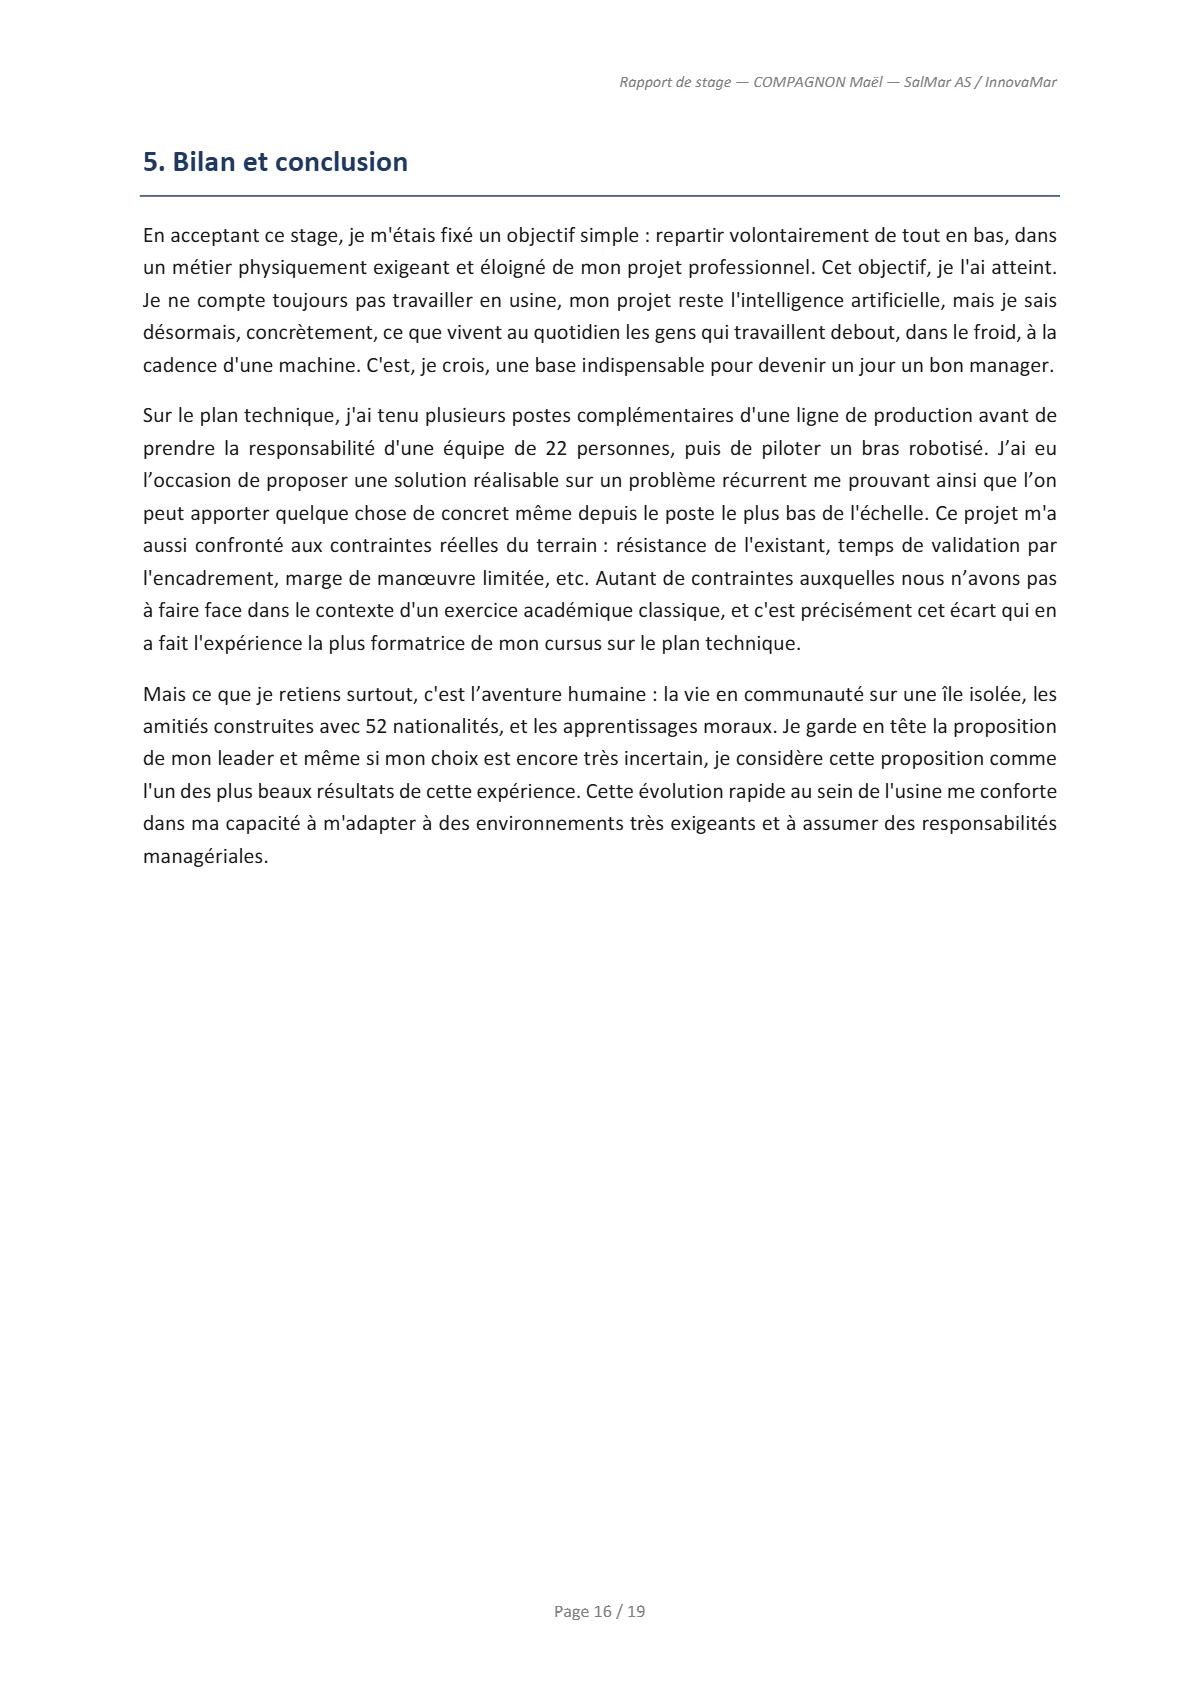 Rapport de stage — COMPAGNON Maël — SalMar AS / InnovaMar
5. Bilan et conclusion
En acceptant ce stage, je m'étais fixé un objectif simple : repartir volontairement de tout en bas, dans
un métier physiquement exigeant et éloigné de mon projet professionnel. Cet objectif, je l'ai atteint.
Je ne compte toujours pas travailler en usine, mon projet reste l'intelligence artificielle, mais je sais
désormais, concrètement, ce que vivent au quotidien les gens qui travaillent debout, dans le froid, à la
cadence d'une machine. C'est, je crois, une base indispensable pour devenir un jour un bon manager.
Sur le plan technique, j'ai tenu plusieurs postes complémentaires d'une ligne de production avant de
prendre la responsabilité d'une équipe de 22 personnes, puis de piloter un bras robotisé. J’ai eu
l’occasion de proposer une solution réalisable sur un problème récurrent me prouvant ainsi que l’on
peut apporter quelque chose de concret même depuis le poste le plus bas de l'échelle. Ce projet m'a
aussi confronté aux contraintes réelles du terrain : résistance de l'existant, temps de validation par
l'encadrement, marge de manœuvre limitée, etc. Autant de contraintes auxquelles nous n’avons pas
à faire face dans le contexte d'un exercice académique classique, et c'est précisément cet écart qui en
a fait l'expérience la plus formatrice de mon cursus sur le plan technique.
Mais ce que je retiens surtout, c'est l’aventure humaine : la vie en communauté sur une île isolée, les
amitiés construites avec 52 nationalités, et les apprentissages moraux. Je garde en tête la proposition
de mon leader et même si mon choix est encore très incertain, je considère cette proposition comme
l'un des plus beaux résultats de cette expérience. Cette évolution rapide au sein de l'usine me conforte
dans ma capacité à m'adapter à des environnements très exigeants et à assumer des responsabilités
managériales.
Page 16 / 19